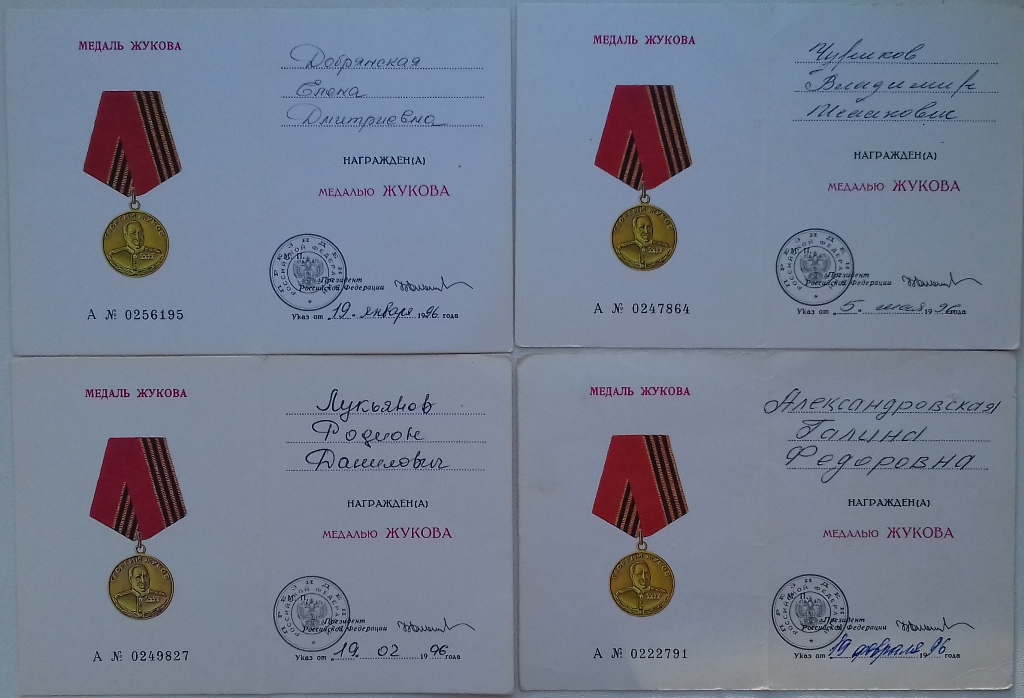 МЕДАЛЬ ЖУКОВА
А № 0256195
Добрянская
Елена
Дмитриевна
НАГРАЖДЕН(А)
МЕДАЛЬЮ ЖУКОВА
М. П.
Президент
Российской Федерации
Указ от „19„ января 1996 года
МЕДАЛЬ ЖУКОВА
А № 0247864
Владимир
НАГРАЖДЕН(А)
МЕДАЛЬЮ ЖУКОВА
М. П.
Президент
Российской Федерации
Указ от „5„ 1996 года
МЕДАЛЬ ЖУКОВА
А № 0249827
Лукьянов
Родион
Данилович
НАГРАЖДЕН(А)
МЕДАЛЬЮ ЖУКОВА
М. П.
Президент
Российской Федерации
Указ от „19„ 02 1996 года
МЕДАЛЬ ЖУКОВА
А № 0222791
Александровская
Галина
Федоровна
НАГРАЖДЕН(А)
МЕДАЛЬЮ ЖУКОВА
М. П.
Президент
Российской Федерации
Указ от „19 февраля 1996 года